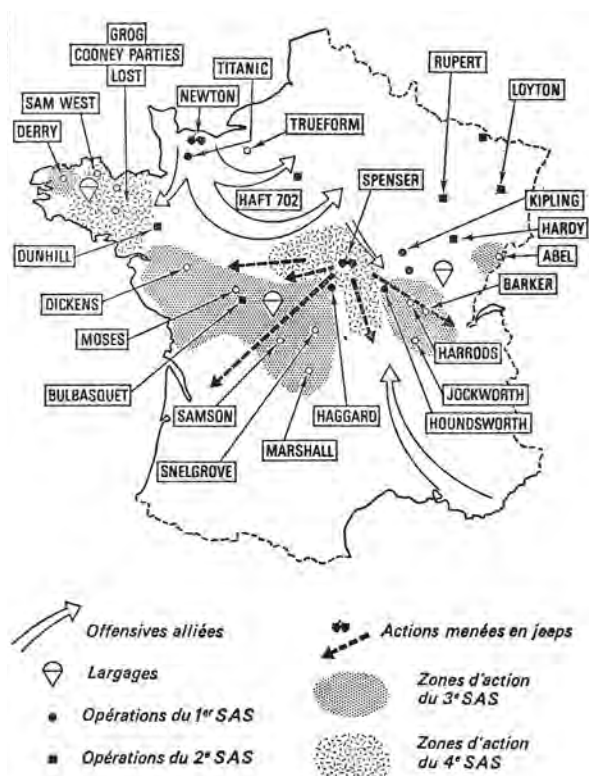 GROG
COONEY PARTIES
LOST
TITANIC
RUPERT
LOYTON
SAM WEST
NEWTON
DERRY
TRUEFORM
SPENSER
KIPLING
HAFT 702
HARDY
DUNHILL
ABEL
DICKENS
BARKER
MOSES
HARRODS
BULBASQUET
JOCKWORTH
SAMSON
HAGGARD
HOUNDSWORTH
SNELGROVE
MARSHALL
Offensives alliées
Largages
Opérations du 1er SAS
Opérations du 2e SAS
Actions menées en jeeps
Zones d'action
du 3e SAS
Zones d'action
du 4e SAS